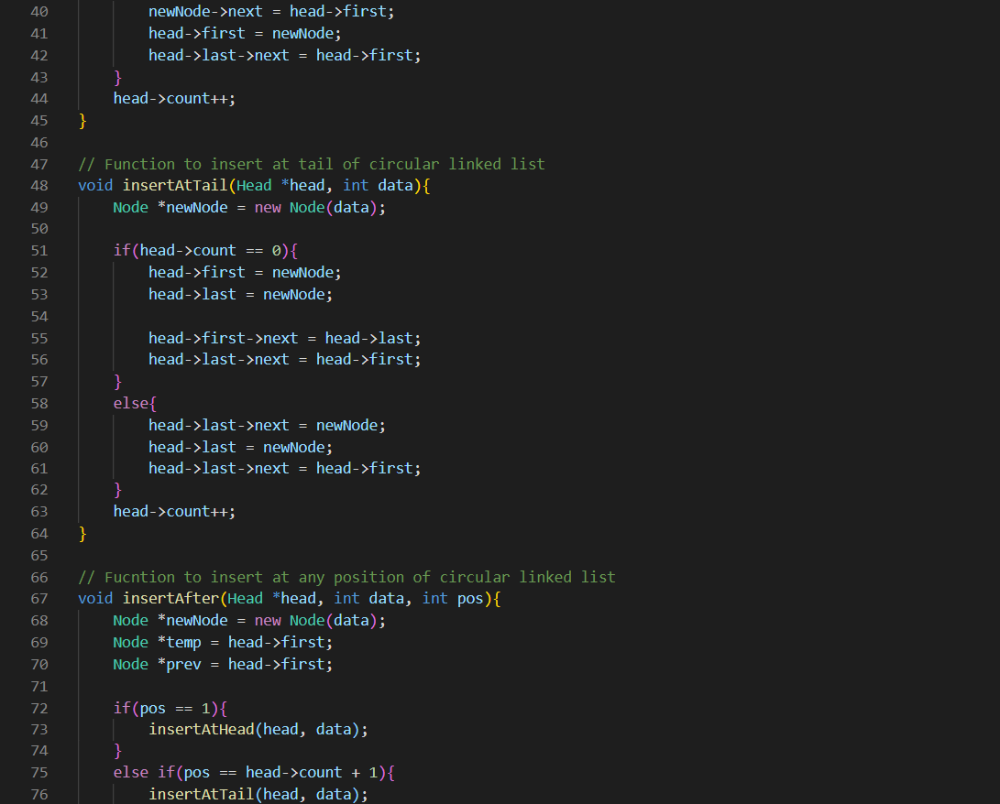 40 newNode->next = head->first;
41 head->first = newNode;
42 head->last->next = head->first;
43 }
44 head->count++;
45 }
46
47 // Function to insert at tail of circular linked list
48 void insertAtTail(Head *head, int data){
49 Node *newNode = new Node(data);
50
51 if(head->count == 0){
52 head->first = newNode;
53 head->last = newNode;
54
55 head->first->next = head->last;
56 head->last->next = head->first;
57 }
58 else{
59 head->last->next = newNode;
60 head->last = newNode;
61 head->last->next = head->first;
62 }
63 head->count++;
64 }
65
66 // Fucntion to insert at any position of circular linked list
67 void insertAfter(Head *head, int data, int pos){
68 Node *newNode = new Node(data);
69 Node *temp = head->first;
70 Node *prev = head->first;
71
72 if(pos == 1){
73 insertAtHead(head, data);
74 }
75 else if(pos == head->count + 1){
76 insertAtTail(head, data);